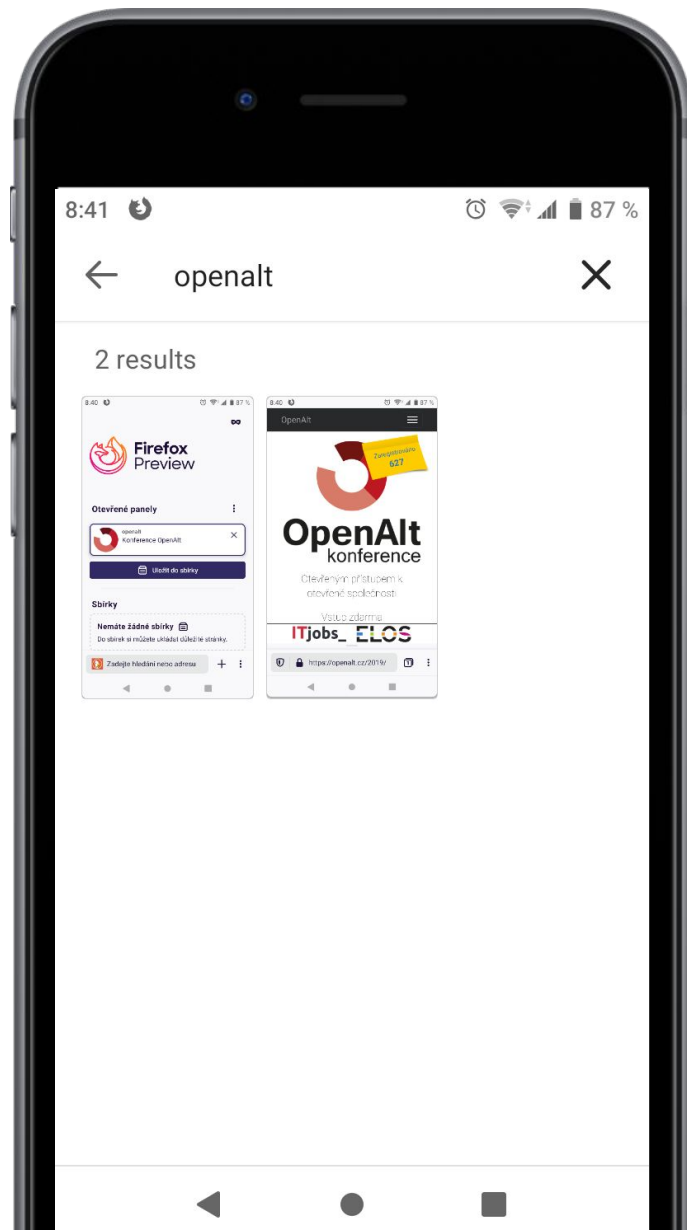 8:41
87 %
openalt
2 results
8.40
87 %
Firefox
Preview
Otevřené panely
openalt
Konference OpenAlt
Uložit do sbírky
Sbírky
Nemáte žádné sbírky
Do sbírek si můžete ukládat důležité stránky.
Zadejte hledání nebo adresu
8.40
87 %
OpenAlt
Zaregistrováno
627
OpenAlt
konference
Otevřeným přístupem k
otevřené společnosti
Vstup zdarma
ITjobs_ ELOS
https://openalt.cz/2019/
1